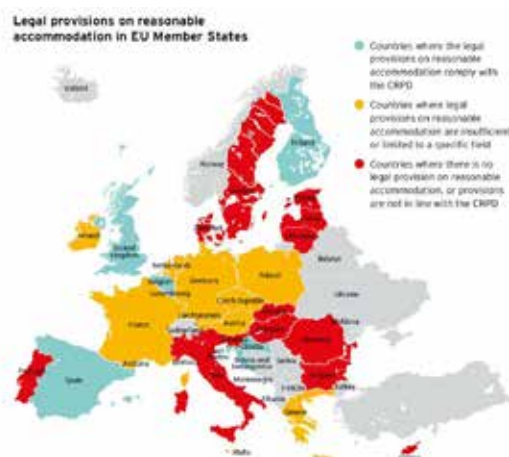 Legal provisions on reasonable
accommodation in EU Member States
Countries where the legal
provisions on reasonable
accommodation comply with
the CRPD
Countries where legal
provisions on reasonable
accommodation are insufficient
or limited to a specific field
Countries where there is no
legal provision on reasonable
accommodation, or provisions
are not in line with the CRPD
Iceland
Norway
Finland
Ireland
United
Kingdom
Netherlands
Germany
Poland
Belarus
Ukraine
Luxembourg
Czech Republic
Liechtenstein
Austria
France
Switzerland
Moldova
Andorra
Croatia
Bosnia and
Herzegovina
Serbia
Montenegro
Albania
Turkey
Spain
Greece
Malta